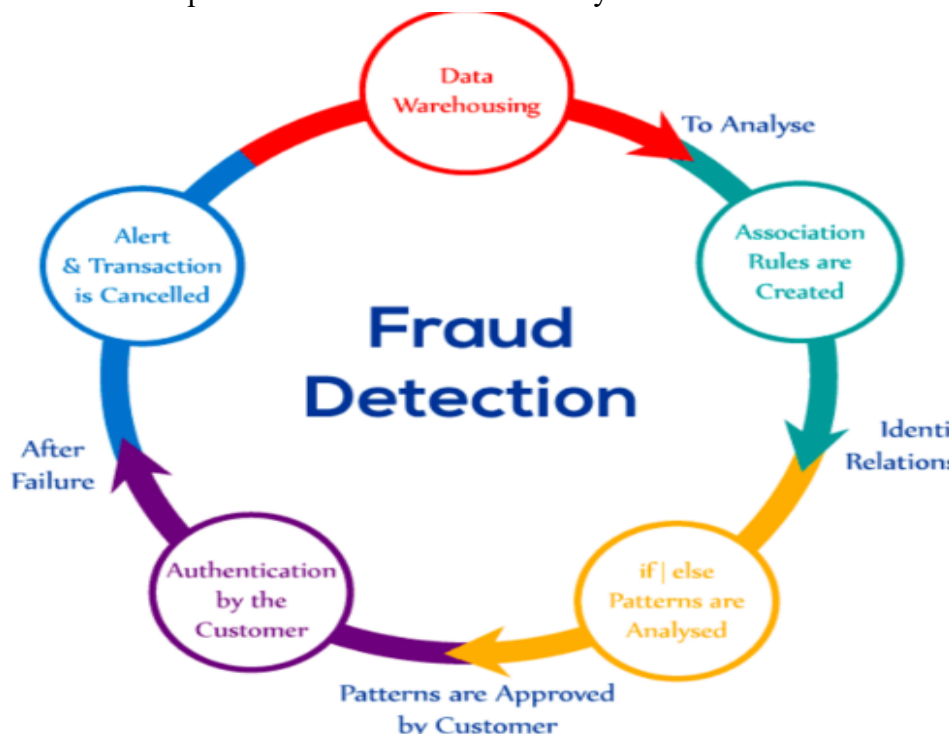 Data
Warehousing
To Analyse
Association
Rules are
Created
Alert
& Transaction
is Cancelled
Fraud
Detection
Identi
Relations
After
Failure
if | else
Patterns are
Analysed
Authentication
by the
Customer
Patterns are Approved
by Customer